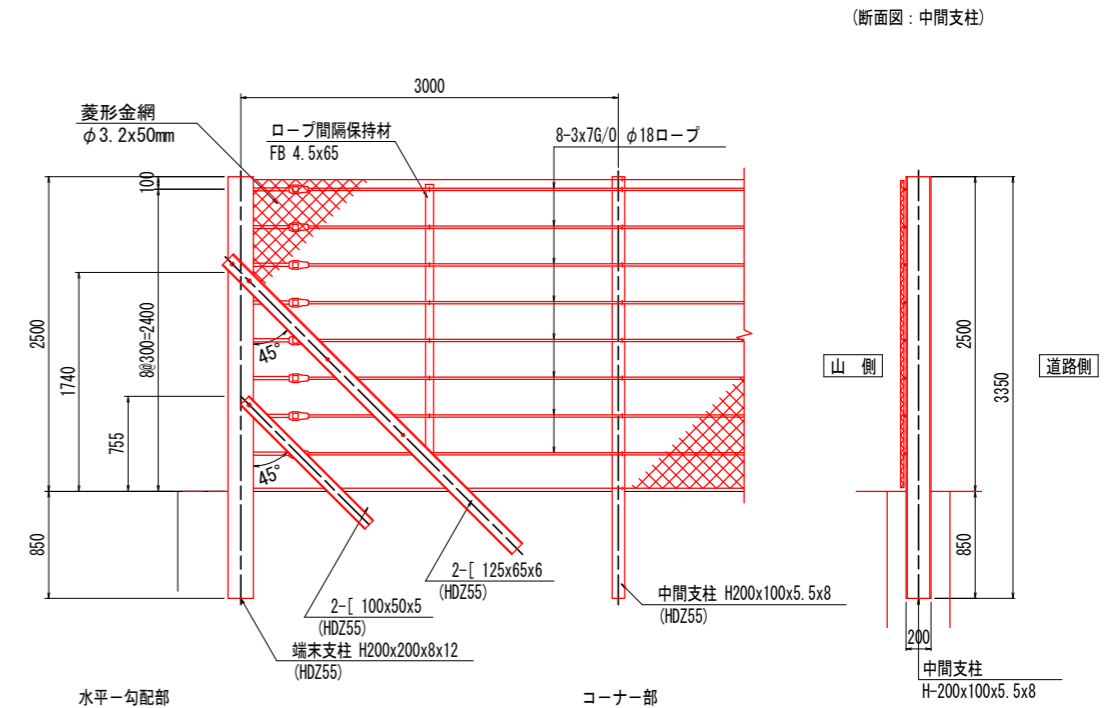 (断面図：中間支柱)
3000
菱形金網
φ3.2x50mm
ロープ間隔保持材
FB 4.5x65
8-3x7G/0 φ18ロープ
100
2500
1740
8@300=2400
755
45°
45°
850
山 側
道路側
2500
3350
850
200
2-[ 125x65x6
(HDZ55)
2-[ 100x50x5
(HDZ55)
端末支柱 H200x200x8x12
(HDZ55)
中間支柱 H200x100x5.5x8
(HDZ55)
中間支柱
H-200x100x5.5x8
水平－勾配部
コーナー部